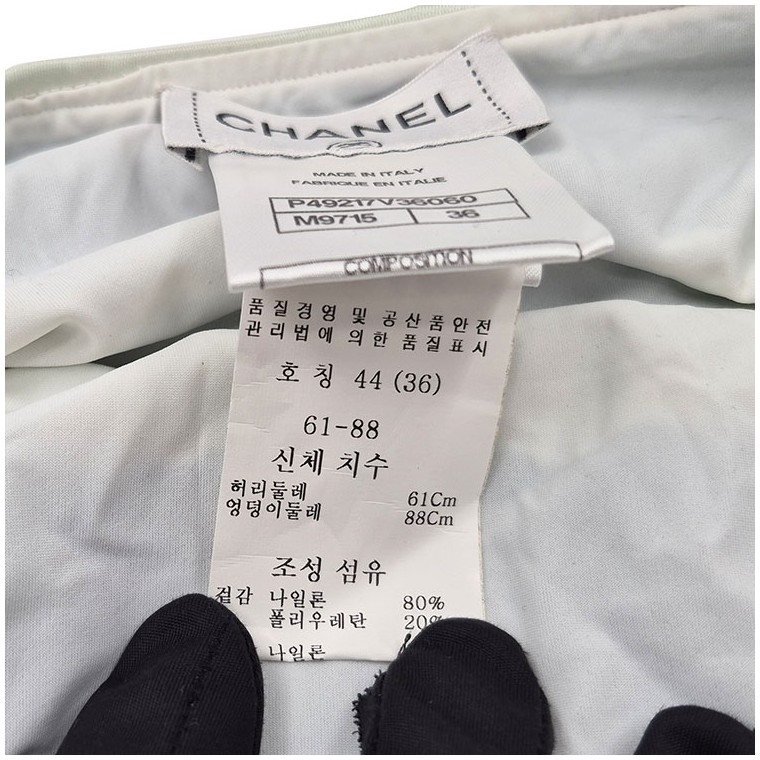 CHANEL
MADE IN ITALY
FABRIQUE EN ITALIE
P49217V36060
M9715 36
COMPOSITION
품질경영 및 공산품안전
관리법에 의한 품질표시
호칭 44 (36)
61-88
신체 치수
허리둘레 61Cm
엉덩이둘레 88Cm
조성 섬유
겉감 나일론 80%
폴리우레탄 20%
나일론